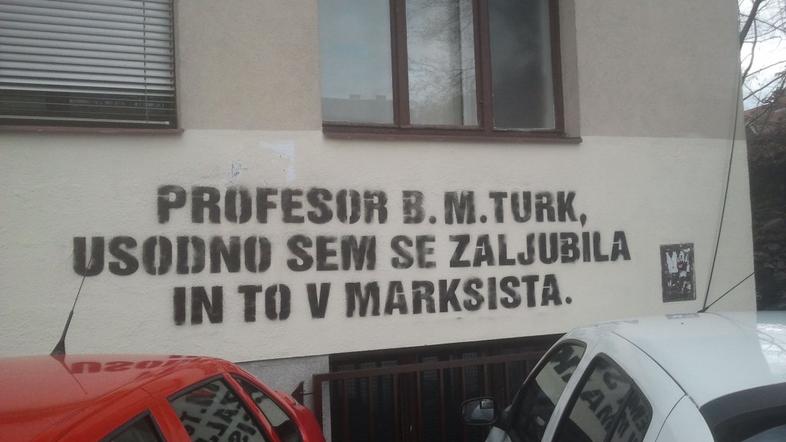 PROFESOR B. M. TURK,
USODNO SEM SE ZALJUBILA
IN TO V MARKSISTA.